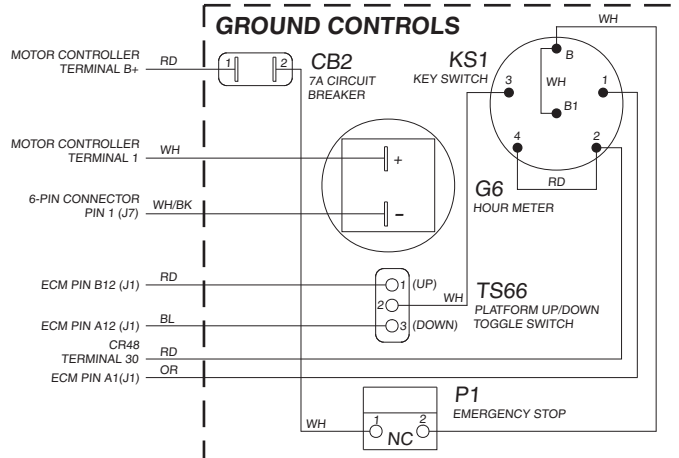 GROUND CONTROLS
WH
MOTOR CONTROLLER
TERMINAL B+
RD
1
2
CB2
7A CIRCUIT
BREAKER
KS1
KEY SWITCH
B
WH
B1
3
1
4
2
RD
MOTOR CONTROLLER
TERMINAL 1
WH
+
6-PIN CONNECTOR
PIN 1 (J7)
WH/BK
–
G6
HOUR METER
ECM PIN B12 (J1)
RD
1 (UP)
2
WH
TS66
PLATFORM UP/DOWN
TOGGLE SWITCH
ECM PIN A12 (J1)
BL
3 (DOWN)
CR48
TERMINAL 30
RD
ECM PIN A1(J1)
OR
P1
EMERGENCY STOP
WH
1
2
NC